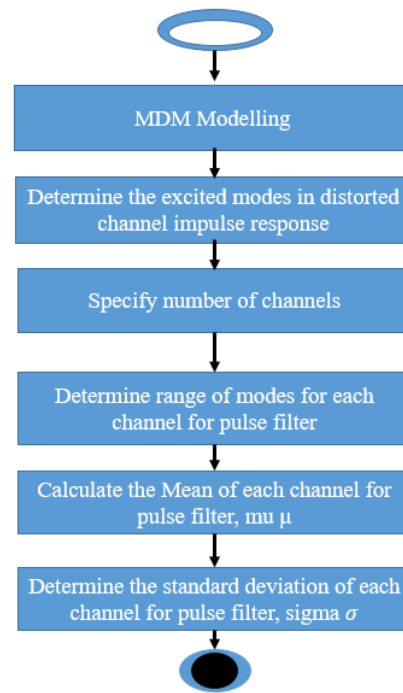 MDM Modelling
Determine the excited modes in distorted
channel impulse response
Specify number of channels
Determine range of modes for each
channel for pulse filter
Calculate the Mean of each channel for
pulse filter, mu μ
Determine the standard deviation of each
channel for pulse filter, sigma σ